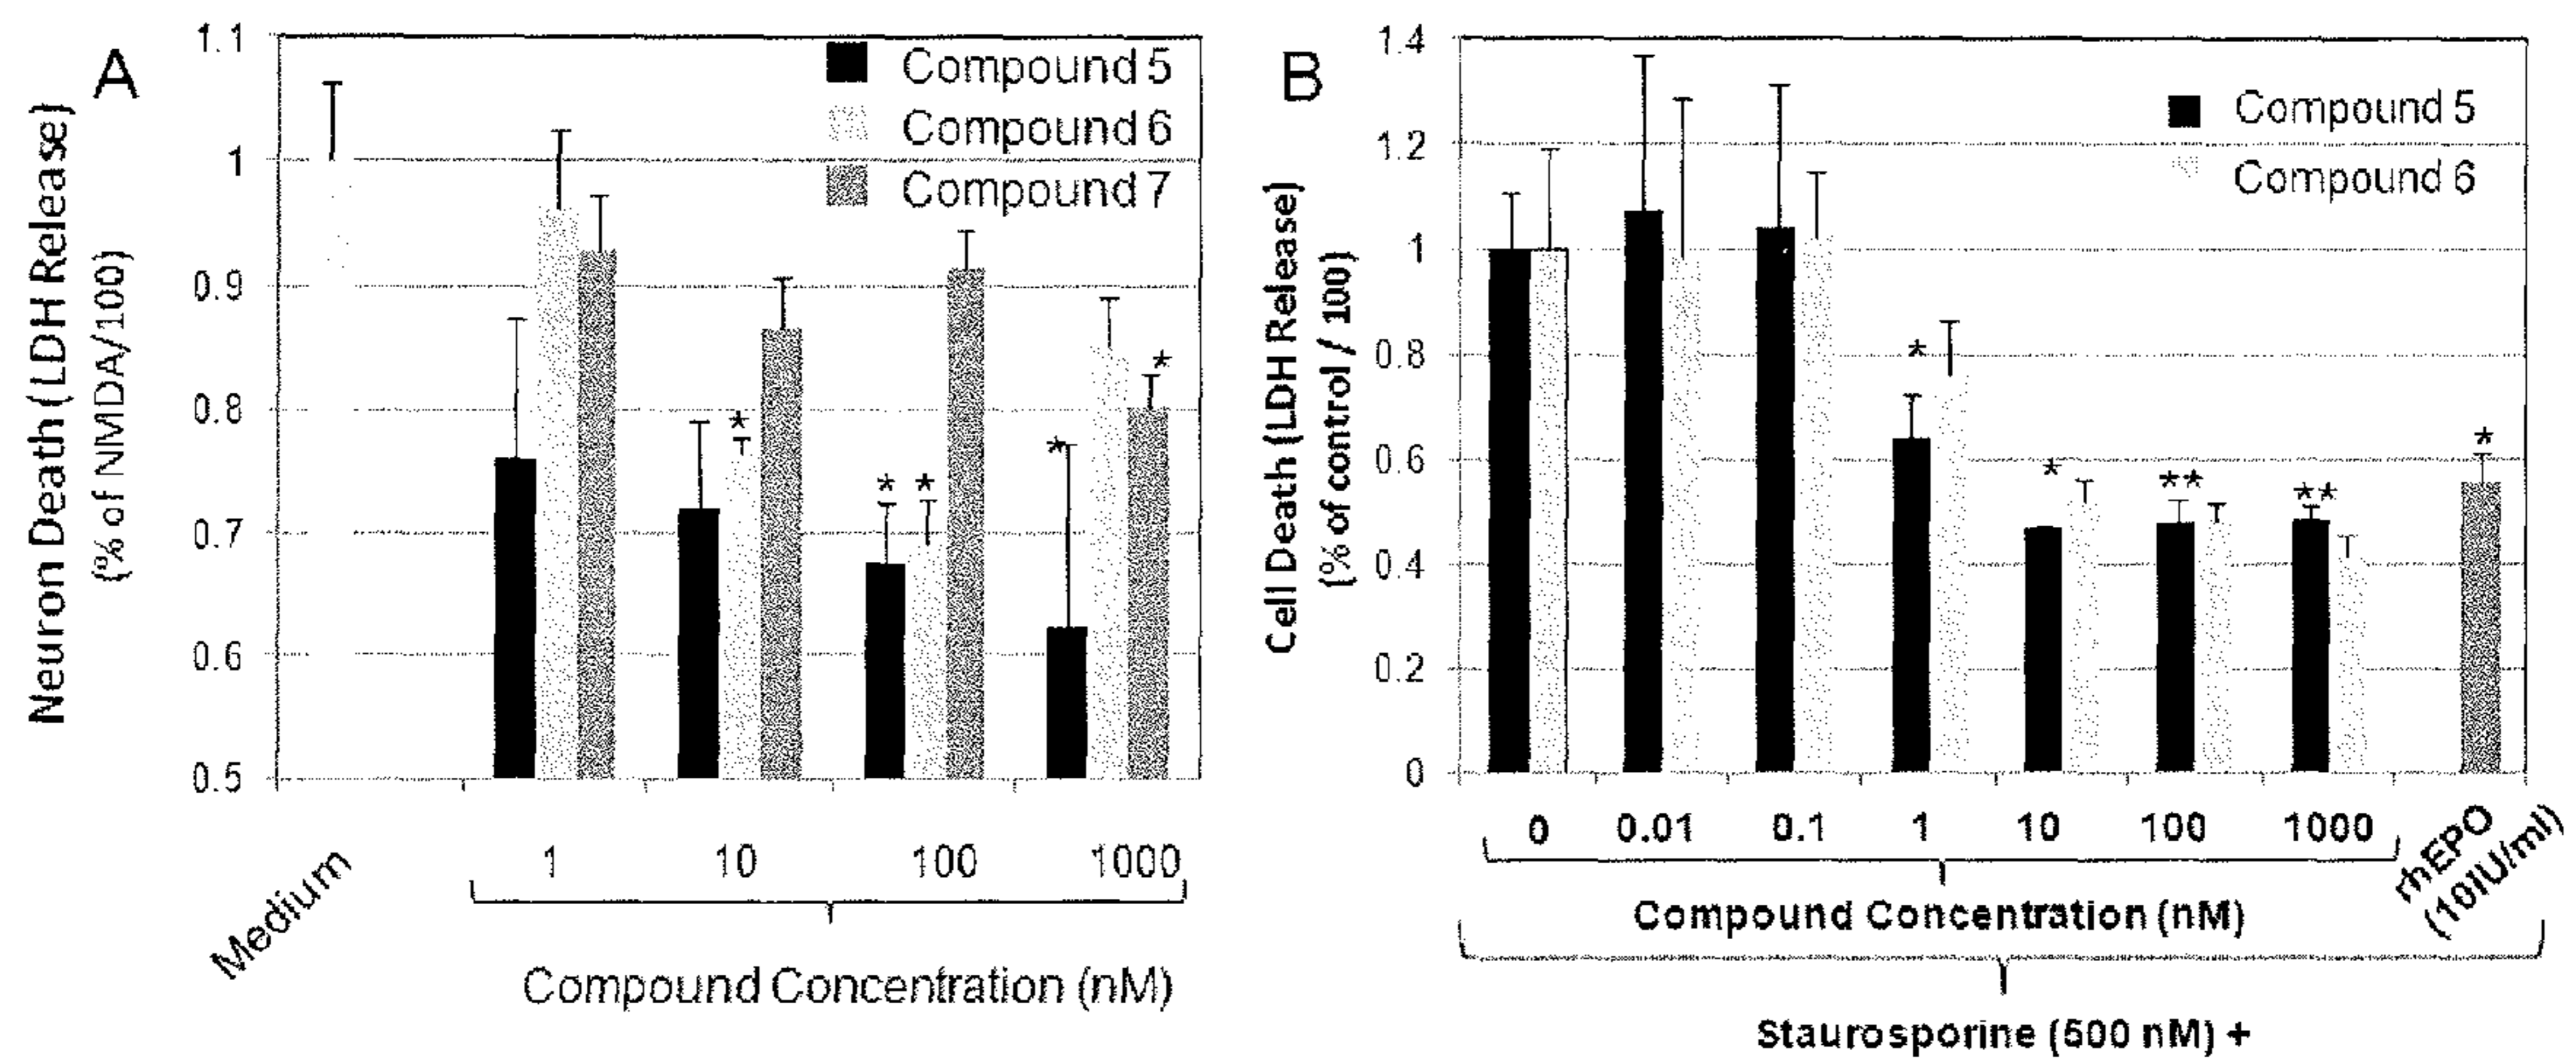 A
Neuron Death (LDH Release)
(% of NMDA/100)
1.1
1
0.9
0.8
0.7
0.6
0.5
Compound 5
Compound 6
Compound 7
*
* *
*
*
Medium
1 10 100 1000
Compound Concentration (nM)
B
Cell Death (LDH Release)
(% of control / 100)
1.4
1.2
1
0.8
0.6
0.4
0.2
0
Compound 5
Compound 6
*
*
**
**
*
0 0.01 0.1 1 10 100 1000
rhEPO
(10IU/ml)
Compound Concentration (nM)
Staurosporine (500 nM) +